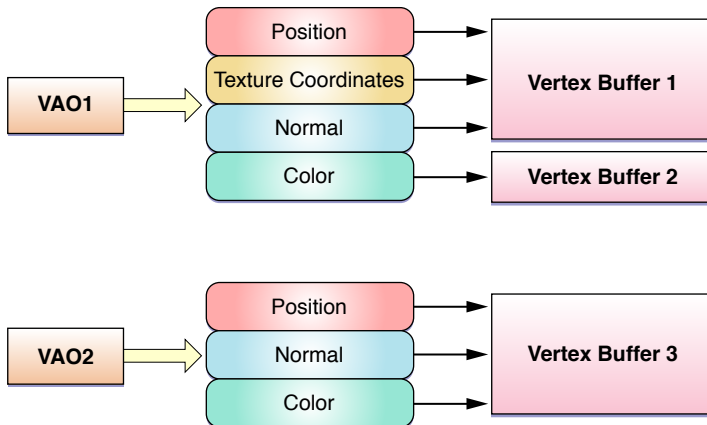 Position
Texture Coordinates
Normal
Color
VAO1
Vertex Buffer 1
Vertex Buffer 2
Position
Normal
Color
VAO2
Vertex Buffer 3